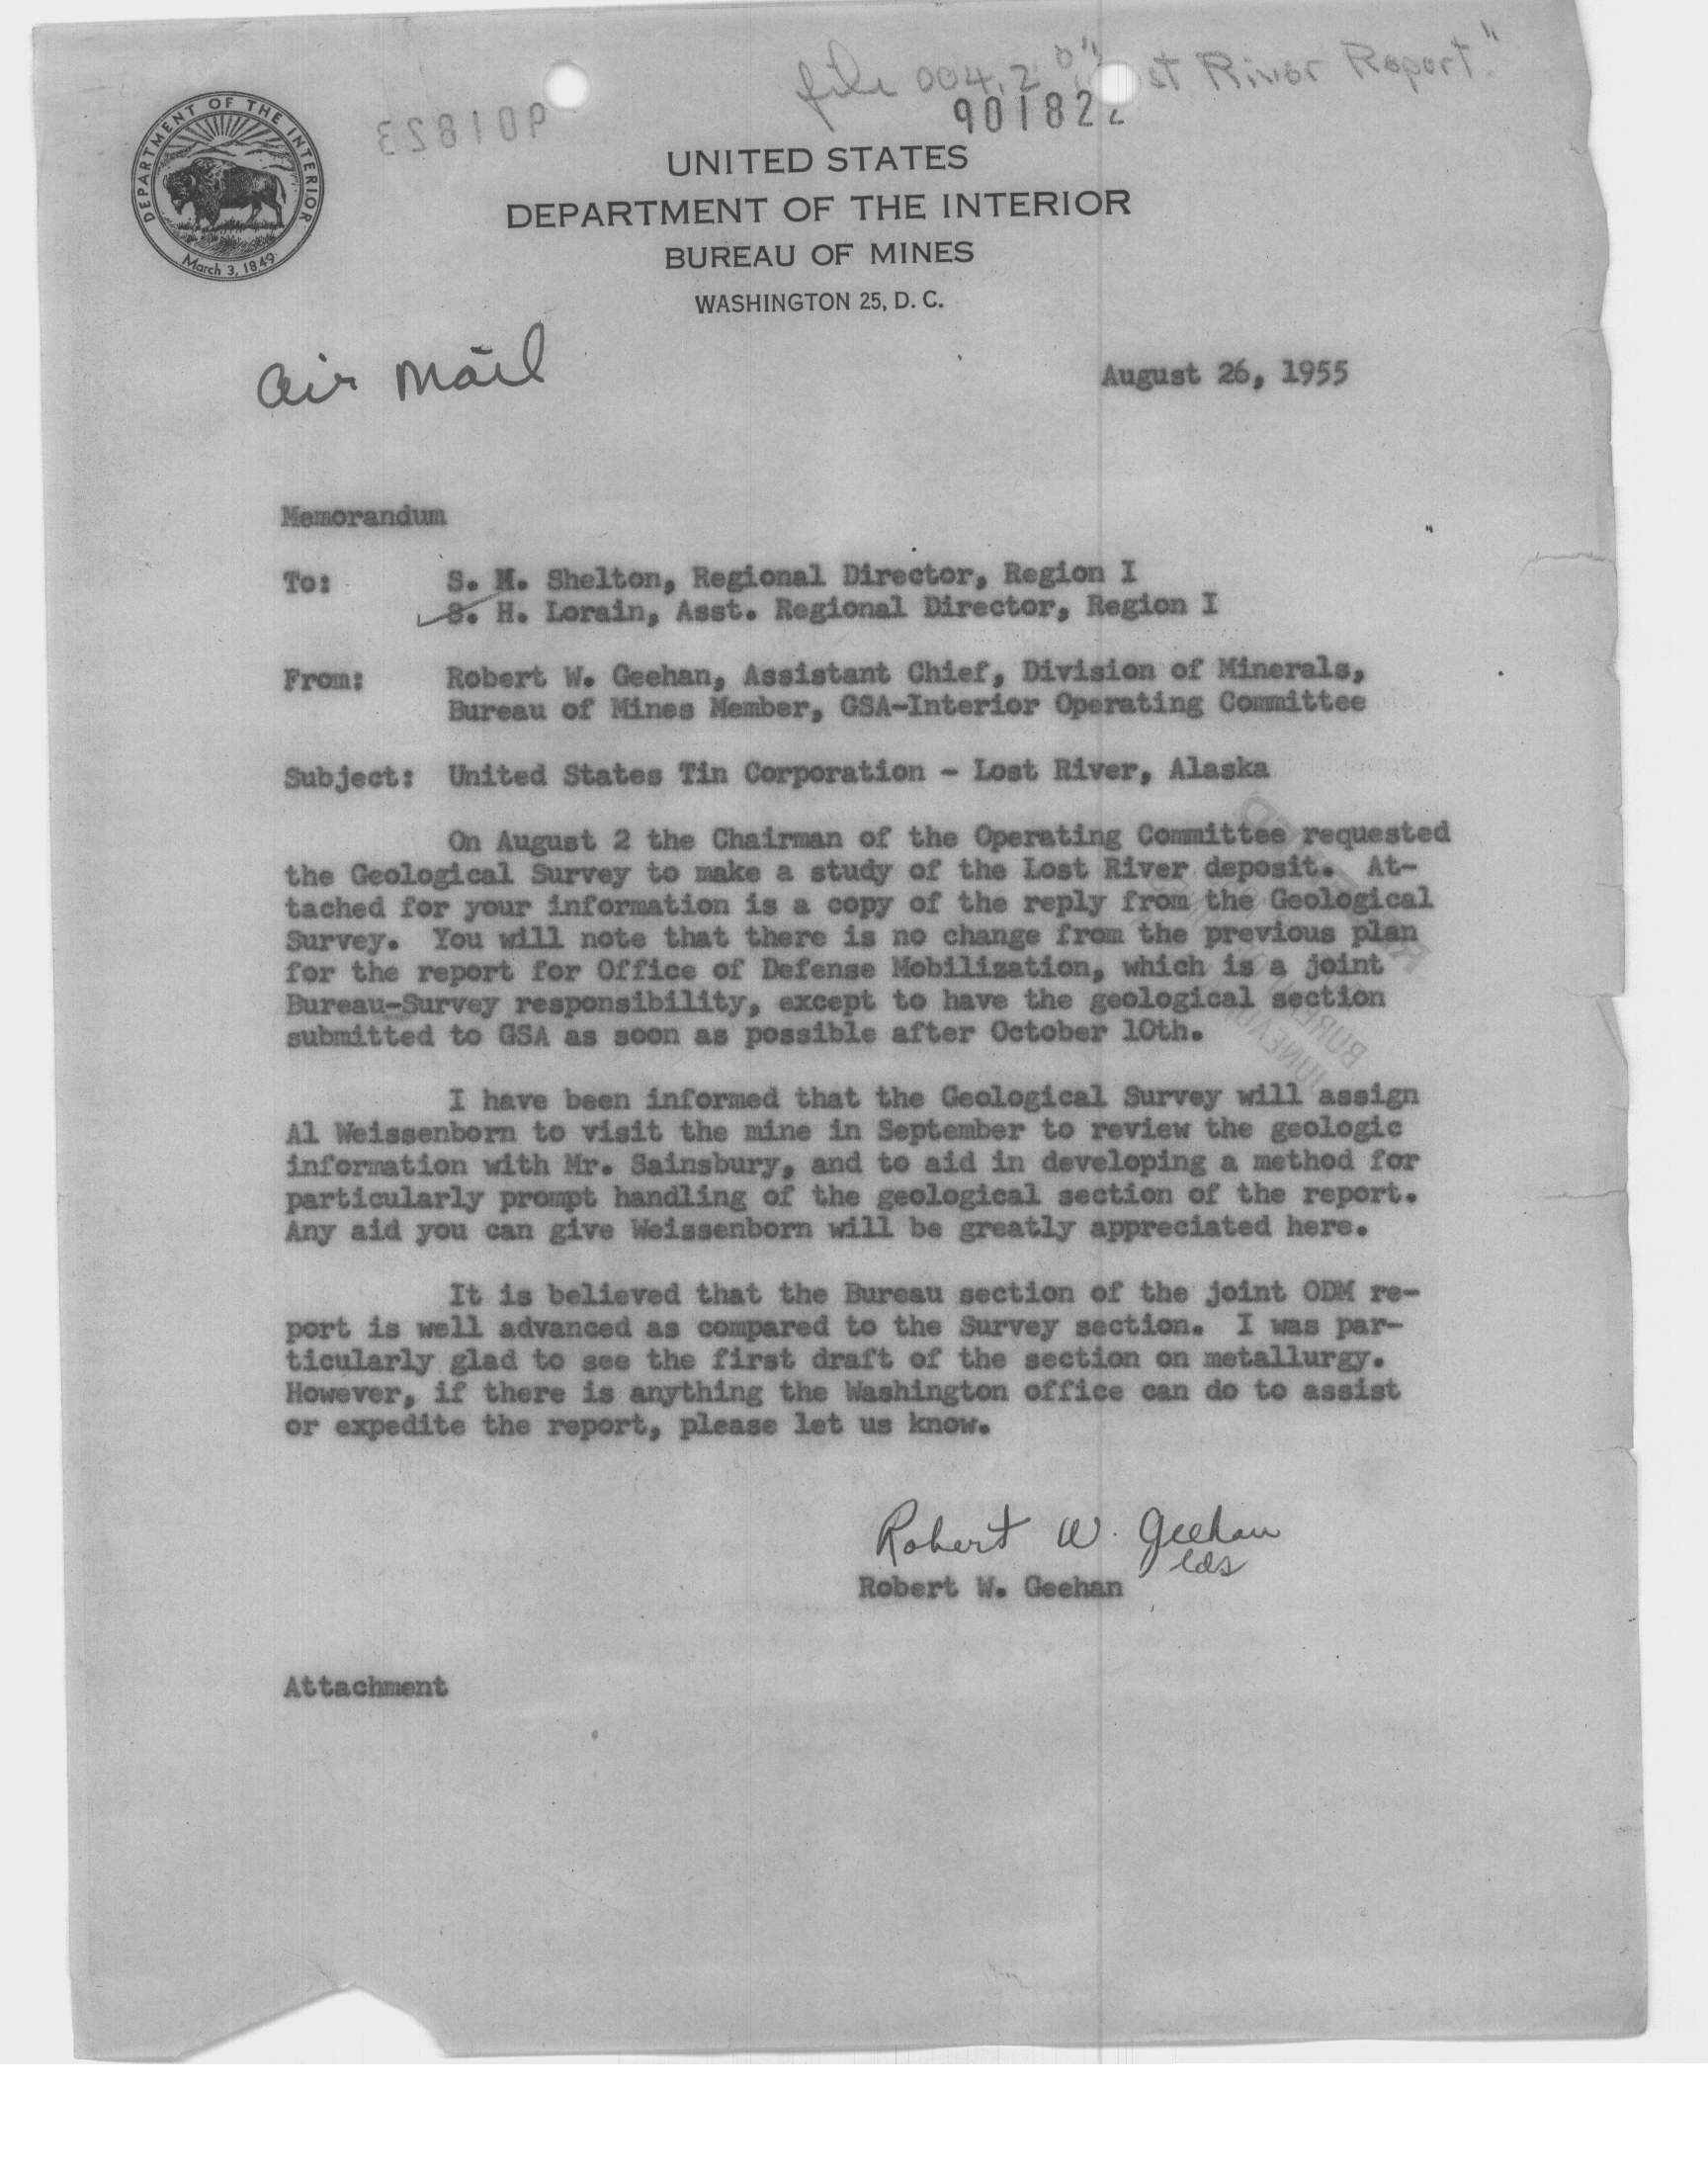 file 004.2 st River Report"
901822
901823
DEPARTMENT OF THE INTERIOR
March 3, 1849
UNITED STATES
DEPARTMENT OF THE INTERIOR
BUREAU OF MINES
WASHINGTON 25, D. C.
Air Mail
August 26, 1955
Memorandum
To: S. M. Shelton, Regional Director, Region I
S. H. Lorain, Asst. Regional Director, Region I
From: Robert W. Geehan, Assistant Chief, Division of Minerals,
Bureau of Mines Member, GSA-Interior Operating Committee
Subject: United States Tin Corporation - Lost River, Alaska
On August 2 the Chairman of the Operating Committee requested
the Geological Survey to make a study of the Lost River deposit. At-
tached for your information is a copy of the reply from the Geological
Survey. You will note that there is no change from the previous plan
for the report for Office of Defense Mobilization, which is a joint
Bureau-Survey responsibility, except to have the geological section
submitted to GSA as soon as possible after October 10th.
I have been informed that the Geological Survey will assign
Al Weissenborn to visit the mine in September to review the geologic
information with Mr. Sainsbury, and to aid in developing a method for
particularly prompt handling of the geological section of the report.
Any aid you can give Weissenborn will be greatly appreciated here.
It is believed that the Bureau section of the joint ODM re-
port is well advanced as compared to the Survey section. I was par-
ticularly glad to see the first draft of the section on metallurgy.
However, if there is anything the Washington office can do to assist
or expedite the report, please let us know.
Robert W. Geehan
eds
Robert W. Geehan
Attachment